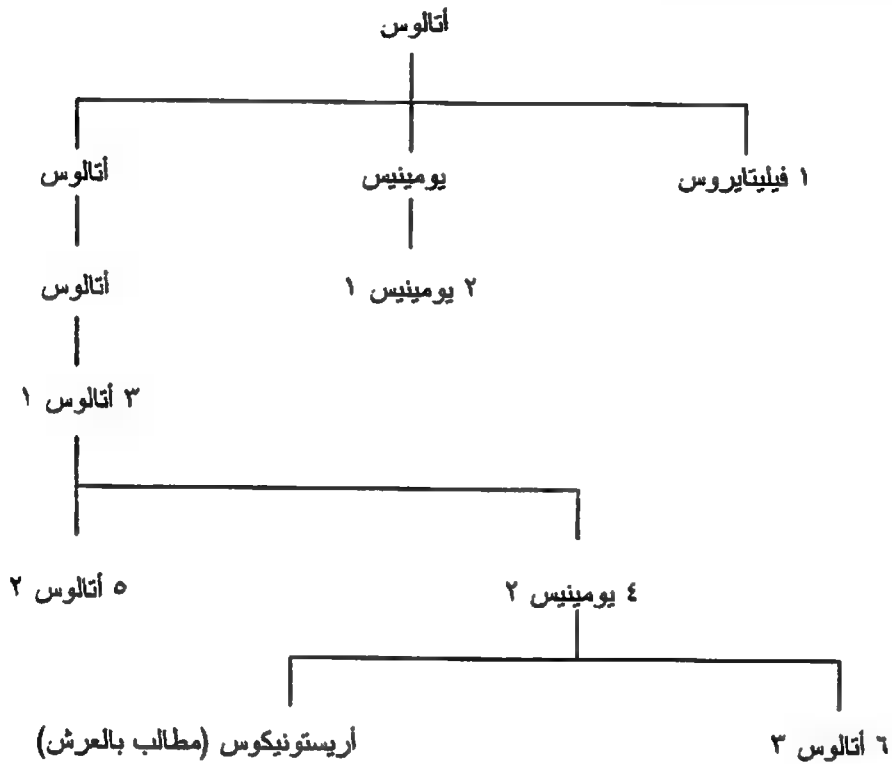 أتالوس
١ فيليتايروس
يومينيس
أتالوس
٢ يومينيس ١
أتالوس
٣ أتالوس ١
٤ يومينيس ٢
٥ أتالوس ٢
٦ أتالوس ٣
أريستونيكوس (مطالب بالعرش)